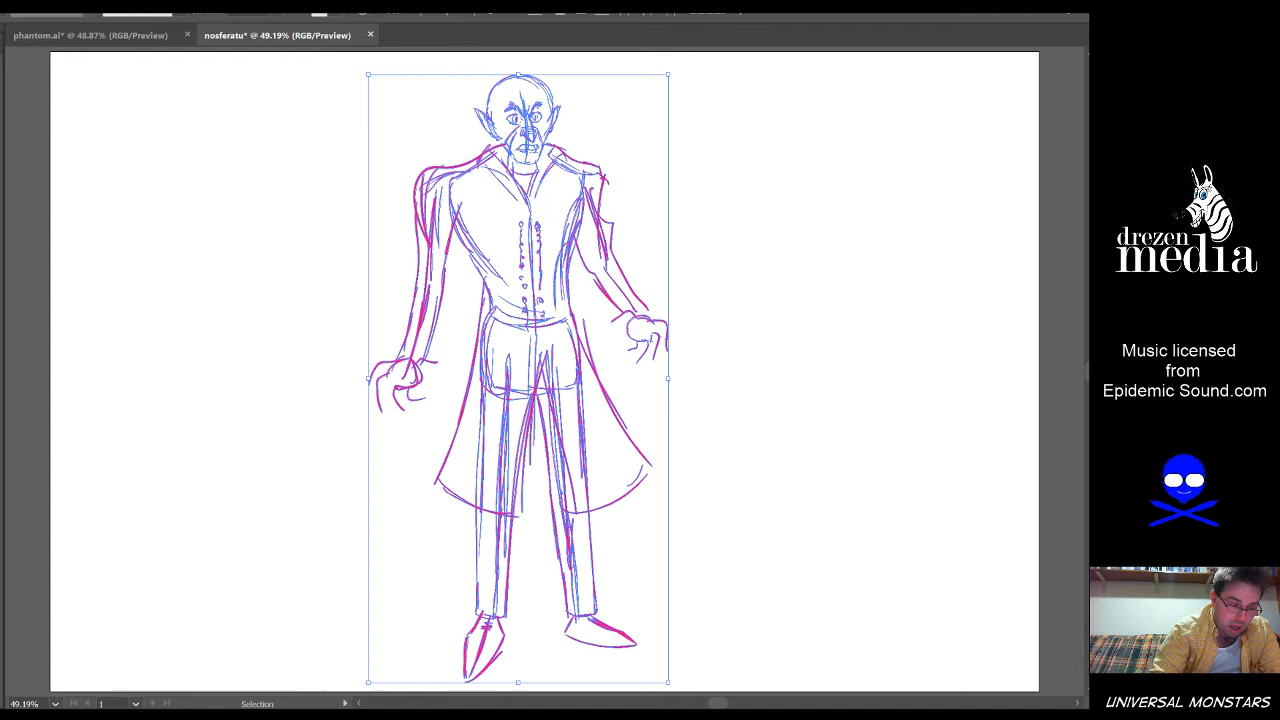 phantom.ai* @ 48.87% (RGB/Preview)
nosferatu* @ 49.19% (RGB/Preview)
drezen
media
Music licensed
from
Epidemic Sound.com
49.19%
1
Selection
UNIVERSAL MONSTARS